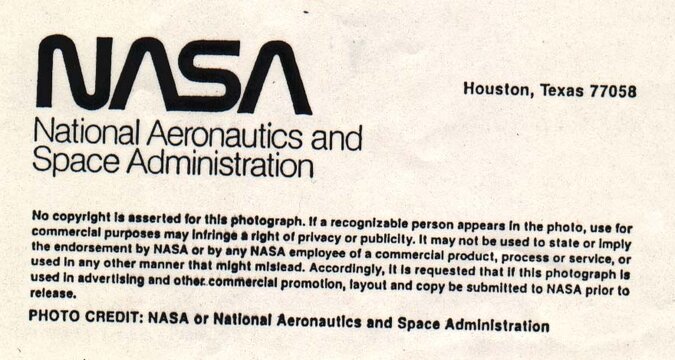 NASA
National Aeronautics and
Space Administration
Houston, Texas 77058
No copyright is asserted for this photograph. If a recognizable person appears in the photo, use for
commercial purposes may infringe a right of privacy or publicity. It may not be used to state or imply
the endorsement by NASA or by any NASA employee of a commercial product, process or service, or
used in any other manner that might mislead. Accordingly, it is requested that if this photograph is
used in advertising and other commercial promotion, layout and copy be submitted to NASA prior to
release.
PHOTO CREDIT: NASA or National Aeronautics and Space Administration